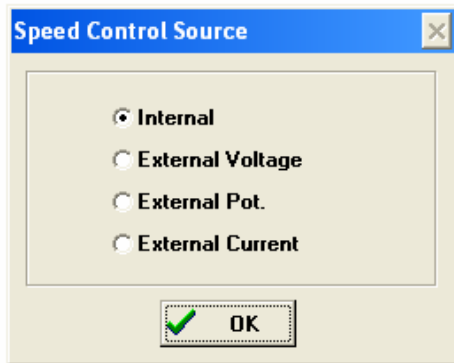 Speed Control Source
Internal
External Voltage
External Pot.
External Current
OK